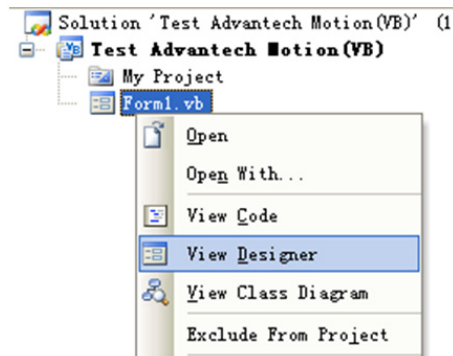 Solution 'Test Advantech Motion(VB)' (1
Test Advantech Motion(VB)
My Project
Form1.vb
Open
Open With...
View Code
View Designer
View Class Diagram
Exclude From Project